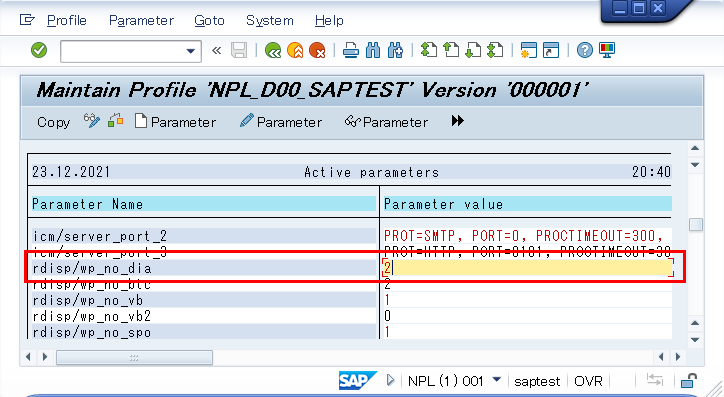 Profile Parameter Goto System Help
«
Maintain Profile 'NPL_D00_SAPTEST' Version '000001'
Copy Parameter Parameter Parameter
23.12.2021 Active parameters 20:40
Parameter Name Parameter value
icm/server_port_2 PROT=SMTP, PORT=0, PROCTIMEOUT=300,
icm/server_port_3 PROT=HTTP, PORT=8181, PROCTIMEOUT=30
rdisp/wp_no_dia 2
rdisp/wp_no_btc 2
rdisp/wp_no_vb 1
rdisp/wp_no_vb2 0
rdisp/wp_no_spo 1
SAP NPL (1) 001 saptest OVR